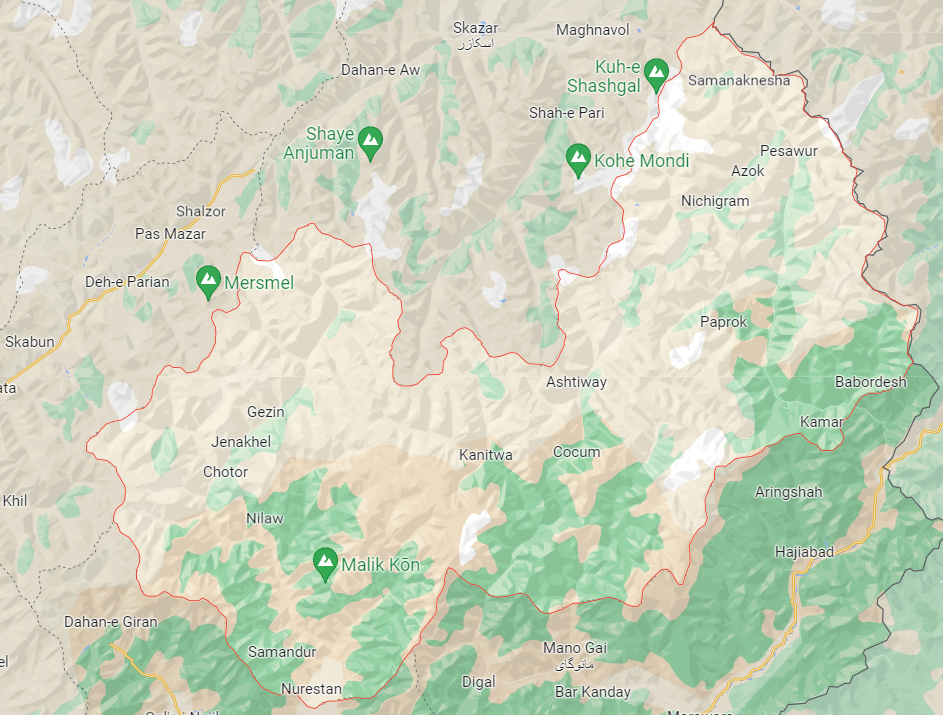 Skazar
اسکازر
Maghnavol
Dahan-e Aw
Kuh-e
Shashgal
Samanaknesha
Shah-e Pari
Shaye
Anjuman
Kohe Mondi
Pesawur
Azok
Nichigram
Shalzor
Pas Mazar
Deh-e Parian
Mersmel
Paprok
Skabun
Ashtiway
Babordesh
Gezin
Kamar
Jenakhel
Kanitwa
Cocum
Chotor
Aringshah
Khil
Nilaw
Hajiabad
Malik Kōn
Dahan-e Giran
Samandur
Mano Gai
مانوگای
Nurestan
Digal
Bar Kanday